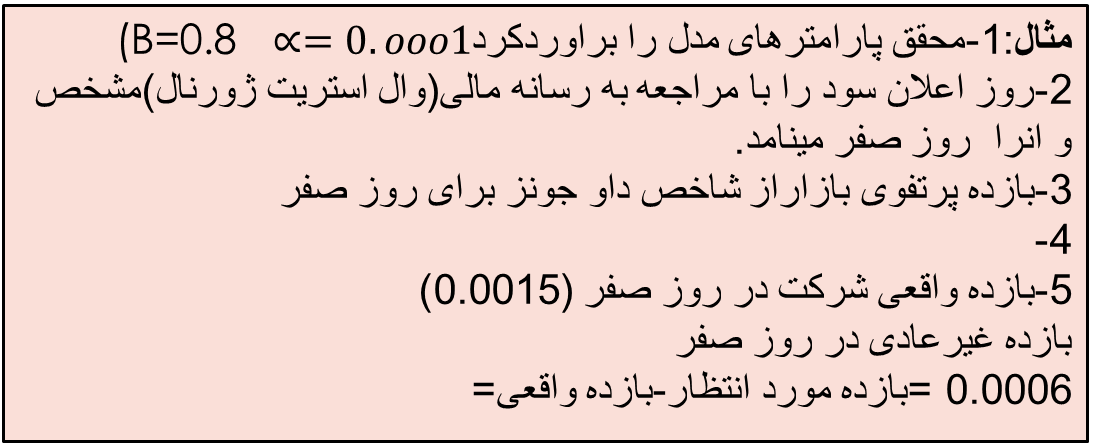 مثال:1-محقق پارامترهای مدل را براوردکرد∝= 0.ooo1 B=0.8)
2-روز اعلان سود را با مراجعه به رسانه مالی(وال استریت ژورنال)مشخص
و انرا روز صفر مینامد.
3-بازده پرتفوی بازاراز شاخص داو جونز برای روز صفر
4-
5-بازده واقعی شرکت در روز صفر (0.0015)
بازده غیرعادی در روز صفر
0.0006 =بازده مورد انتظار-بازده واقعی=